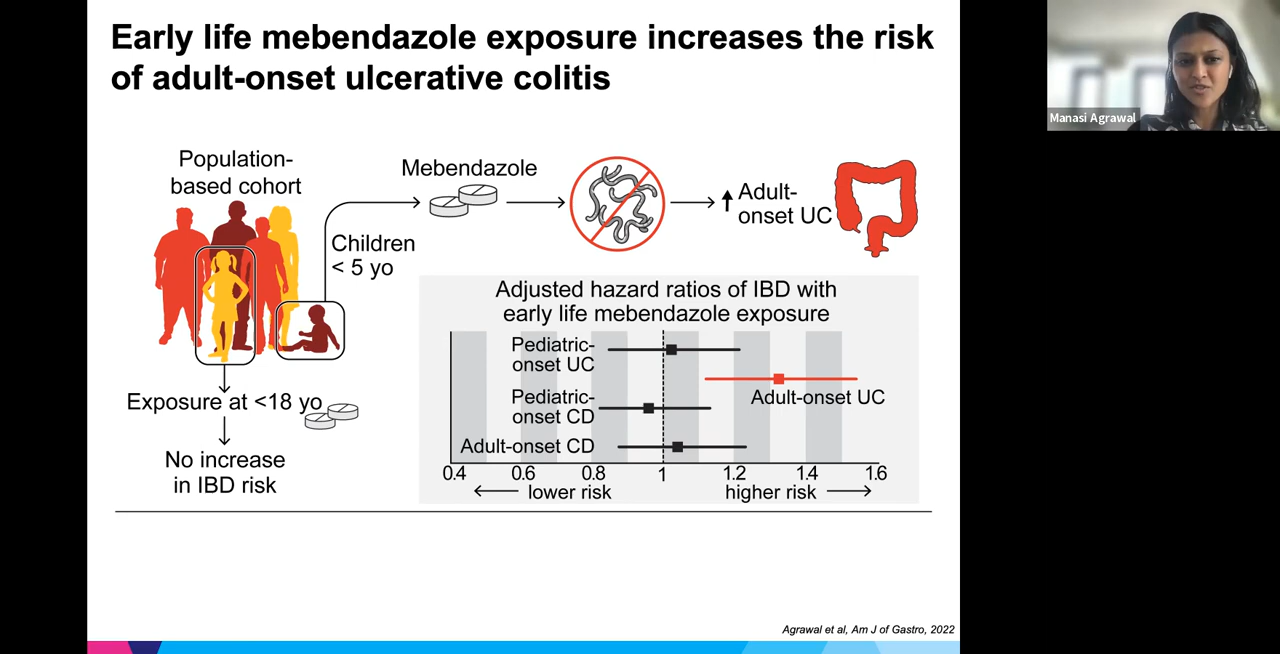 Early life mebendazole exposure increases the risk
of adult-onset ulcerative colitis
Manasi Agrawal
Population-
based cohort
Mebendazole
Adult-
onset UC
Children
< 5 yo
Exposure at <18 yo
No increase
in IBD risk
Adjusted hazard ratios of IBD with
early life mebendazole exposure
Pediatric-
onset UC
Adult-onset UC
Pediatric-
onset CD
Adult-onset CD
0.4 0.6 0.8 1 1.2 1.4 1.6
lower risk higher risk
Agrawal et al, Am J of Gastro, 2022